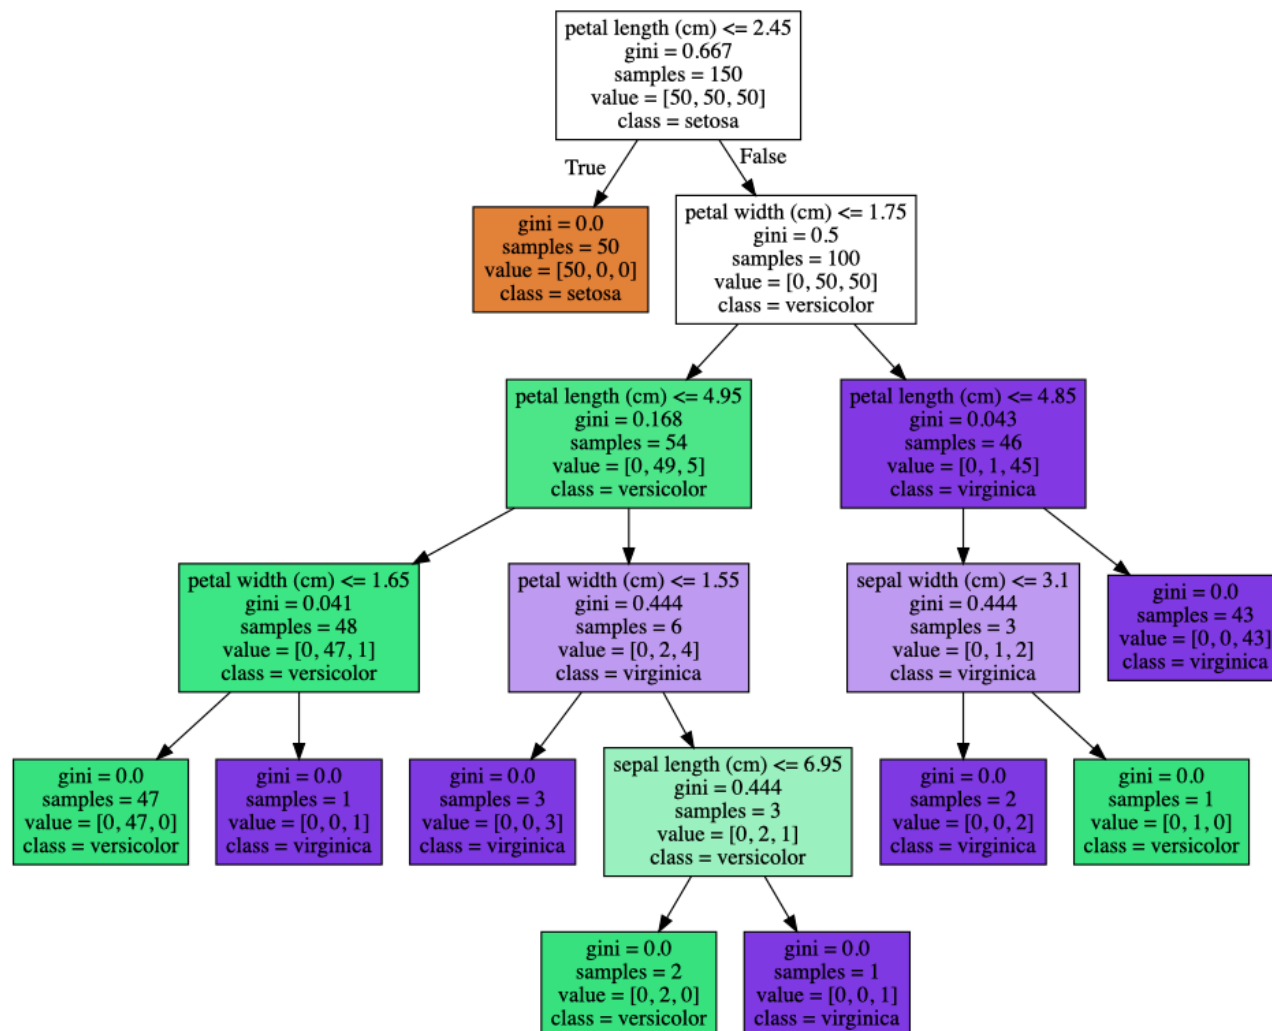 petal length (cm) <= 2.45
gini = 0.667
samples = 150
value = [50, 50, 50]
class = setosa
True
False
gini = 0.0
samples = 50
value = [50, 0, 0]
class = setosa
petal width (cm) <= 1.75
gini = 0.5
samples = 100
value = [0, 50, 50]
class = versicolor
petal length (cm) <= 4.95
gini = 0.168
samples = 54
value = [0, 49, 5]
class = versicolor
petal length (cm) <= 4.85
gini = 0.043
samples = 46
value = [0, 1, 45]
class = virginica
petal width (cm) <= 1.65
gini = 0.041
samples = 48
value = [0, 47, 1]
class = versicolor
petal width (cm) <= 1.55
gini = 0.444
samples = 6
value = [0, 2, 4]
class = virginica
sepal width (cm) <= 3.1
gini = 0.444
samples = 3
value = [0, 1, 2]
class = virginica
gini = 0.0
samples = 43
value = [0, 0, 43]
class = virginica
gini = 0.0
samples = 47
value = [0, 47, 0]
class = versicolor
gini = 0.0
samples = 1
value = [0, 0, 1]
class = virginica
gini = 0.0
samples = 3
value = [0, 0, 3]
class = virginica
sepal length (cm) <= 6.95
gini = 0.444
samples = 3
value = [0, 2, 1]
class = versicolor
gini = 0.0
samples = 2
value = [0, 0, 2]
class = virginica
gini = 0.0
samples = 1
value = [0, 1, 0]
class = versicolor
gini = 0.0
samples = 2
value = [0, 2, 0]
class = versicolor
gini = 0.0
samples = 1
value = [0, 0, 1]
class = virginica